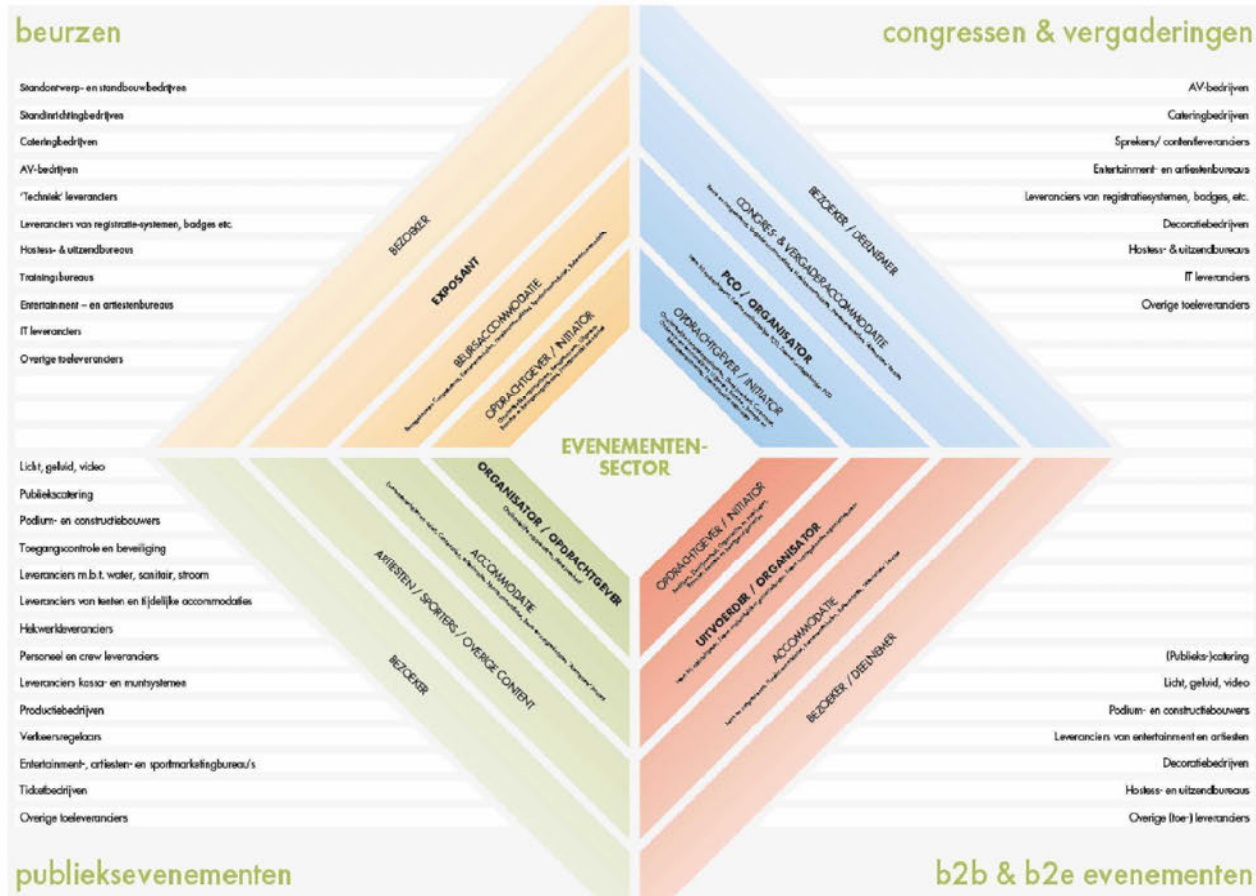 beurzen
Standontwerp- en standbouwbedrijven
Standinrichtingbedrijven
Cateringbedrijven
AV-bedrijven
'Techniek' leveranciers
Leveranciers van registratie-systemen, badges etc.
Hostess- & uitzendbureaus
Trainingsbureaus
Entertainment – en artiestenbureaus
IT leveranciers
Overige toeleveranciers
BEZOEKER
EXPOSANT
BEURSACCOMMODATIE
OPDRACHTGEVER / INITIATOR
congressen & vergaderingen
AV-bedrijven
Cateringbedrijven
Sprekers/ contentleveranciers
Entertainment- en artiestenbureaus
Leveranciers van registratiesystemen, badges, etc.
Decoratiebedrijven
Hostess- & uitzendbureaus
IT leveranciers
Overige toeleveranciers
BEZOEKER / DEELNEMER
CONGRES- & VERGADERACCOMMODATIE
PCO / ORGANISATOR
OPDRACHTGEVER / INITIATOR
EVENEMENTEN-
SECTOR
Licht, geluid, video
Publiekscatering
Podium- en constructiebouwers
Toegangscontrole en beveiliging
Leveranciers m.b.t. water, sanitair, stroom
Leveranciers van tenten en tijdelijke accommodaties
Hekwerkleveranciers
Personeel en crew leveranciers
Leveranciers kassa- en muntsystemen
Productiebedrijven
Verkeersregelaars
Entertainment-, artiesten- en sportmarketingbureau's
Ticketbedrijven
Overige toeleveranciers
ORGANISATOR / OPDRACHTGEVER
ACCOMMODATIE
ARTIESTEN / SPORTERS / OVERIGE CONTENT
BEZOEKER
publieksevenementen
OPDRACHTGEVER / INITIATOR
UITVOERDER / ORGANISATOR
ACCOMMODATIE
BEZOEKER / DEELNEMER
(Publieks-)catering
Licht, geluid, video
Podium- en constructiebouwers
Leveranciers van entertainment en artiesten
Decoratiebedrijven
Hostess- en uitzendbureaus
Overige (toe-) leveranciers
b2b & b2e evenementen